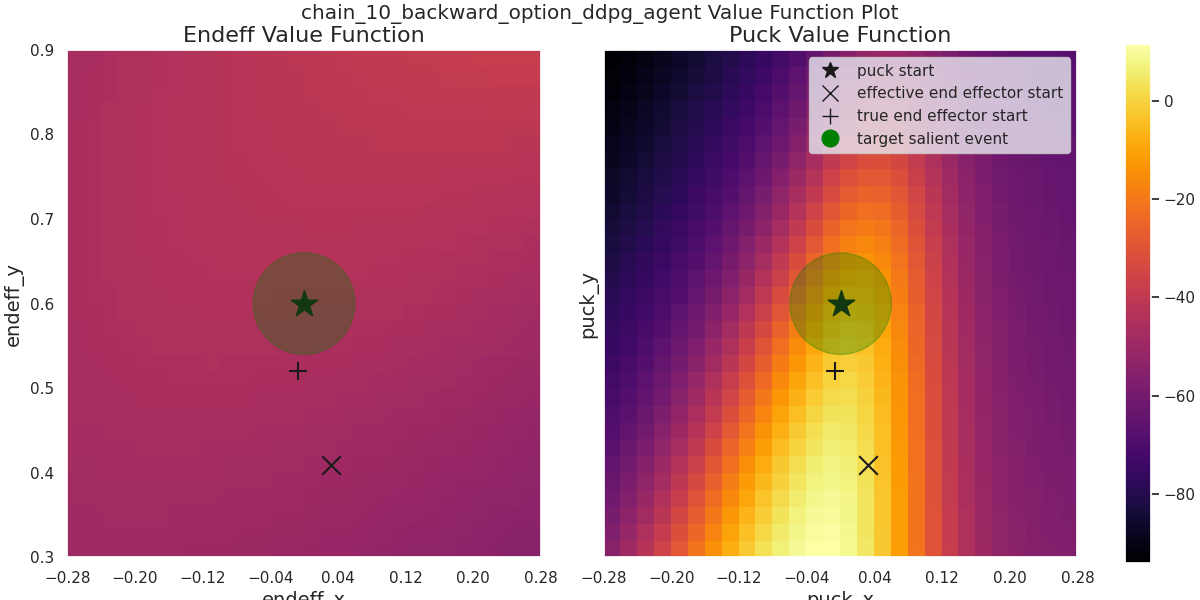 chain_10_backward_option_ddpg_agent Value Function Plot
Endeff Value Function
Puck Value Function
0.9
0.8
0.7
0.6
0.5
0.4
0.3
endeff_y
−0.28 −0.20 −0.12 −0.04 0.04 0.12 0.20 0.28
endeff_x
puck_y
puck start
effective end effector start
true end effector start
target salient event
−0.28 −0.20 −0.12 −0.04 0.04 0.12 0.20 0.28
puck_x
0
−20
−40
−60
−80